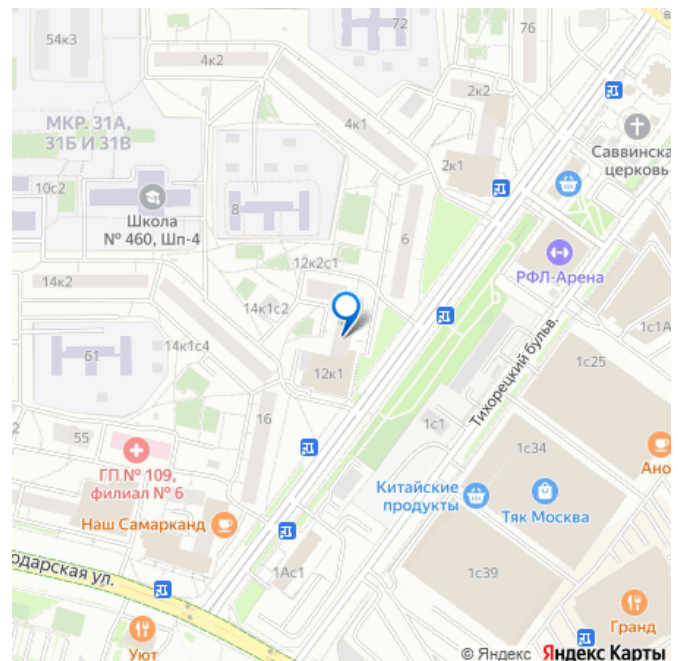 54к3
72
76
в
4к2
2к2
МКР. 31А,
31Б И 31В
4к1
Саввинска
церковь
2к1
10с2
Школа
№ 460, Шп-4
8
6
РФЛ-Арена
12к2с1
14к2
14к1с2
1с1А
Тихорецкий бульв.
61
14к1с4
1с25
12к1
16
1с1
2
55
1с34
Ано
ГП № 109,
филиал № 6
Китайские
продукты
Тяк Москва
Наш Самарканд
одарская ул.
1Ас1
1с39
Уют
Гранд
© Яндекс Яндекс Карты